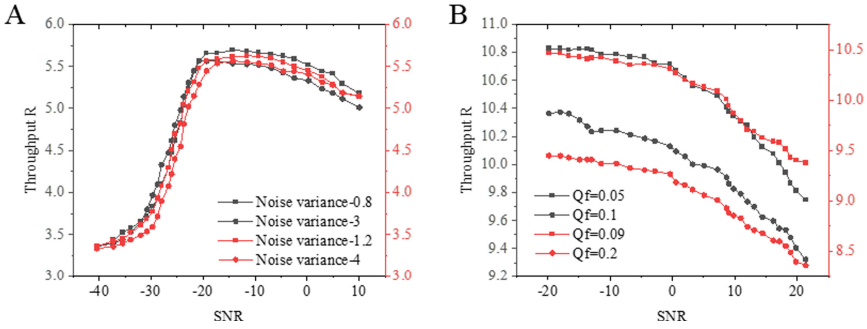 A
6.0
5.5
5.0
4.5
4.0
3.5
3.0
Throughput R
-40
-30
-20
-10
0
10
SNR
6.0
5.5
5.0
4.5
4.0
3.5
3.0
Noise variance-0.8
Noise variance-3
Noise variance-1.2
Noise variance-4
B
11.0
10.8
10.6
10.4
10.2
10.0
9.8
9.6
9.4
9.2
Throughput R
-20
-10
0
10
20
SNR
10.5
10.0
9.5
9.0
8.5
Qf=0.05
Qf=0.1
Qf=0.09
Qf=0.2